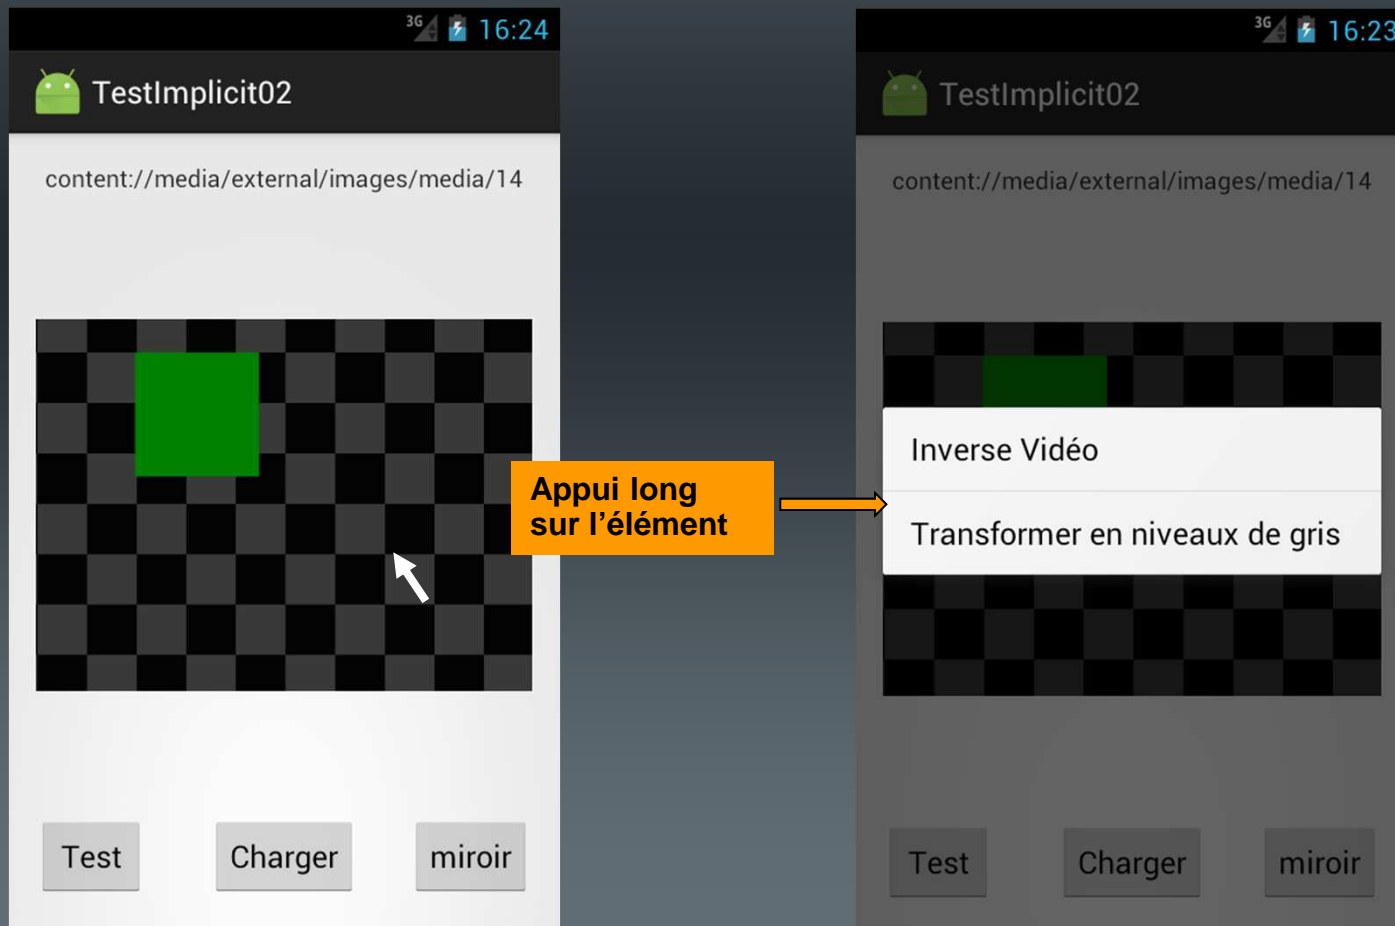 3G 16:24
TestImplicit02
content://media/external/images/media/14
Test
Charger
miroir
Appui long
sur l’élément
3G 16:23
TestImplicit02
content://media/external/images/media/14
Inverse Vidéo
Transformer en niveaux de gris
Test
Charger
miroir